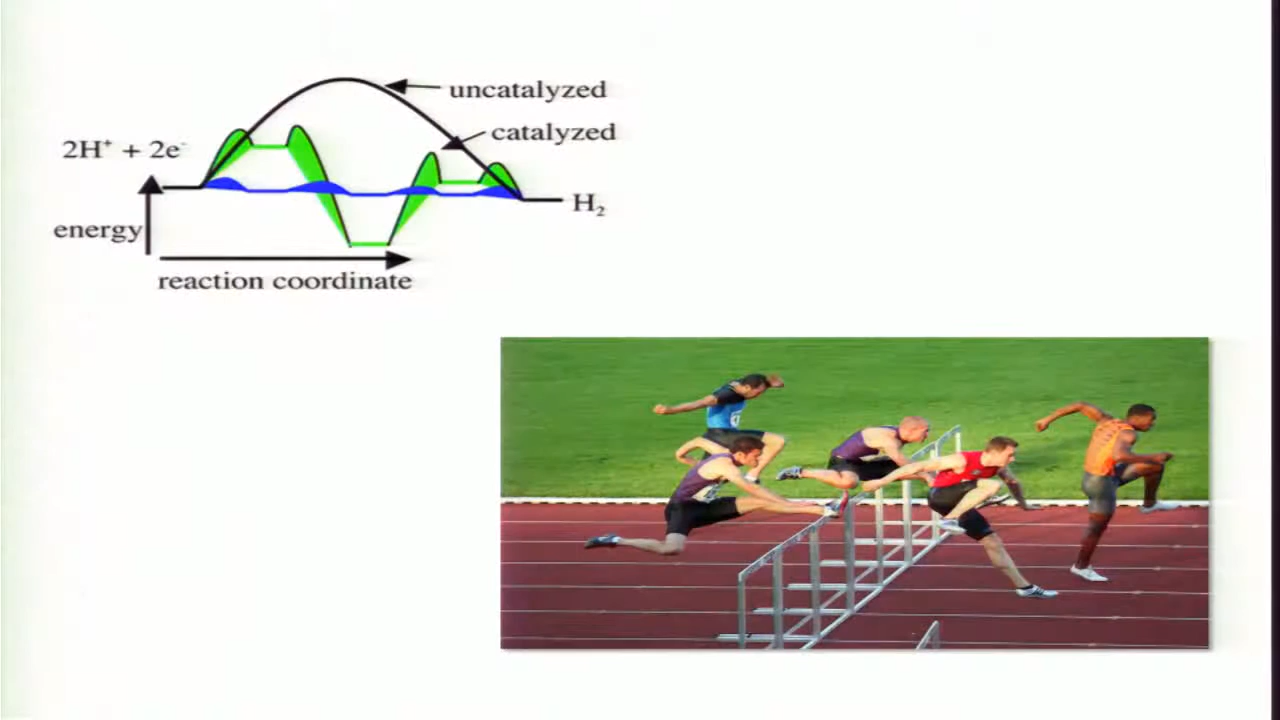 uncatalyzed
catalyzed
2H⁺ + 2e⁻
H₂
energy
reaction coordinate